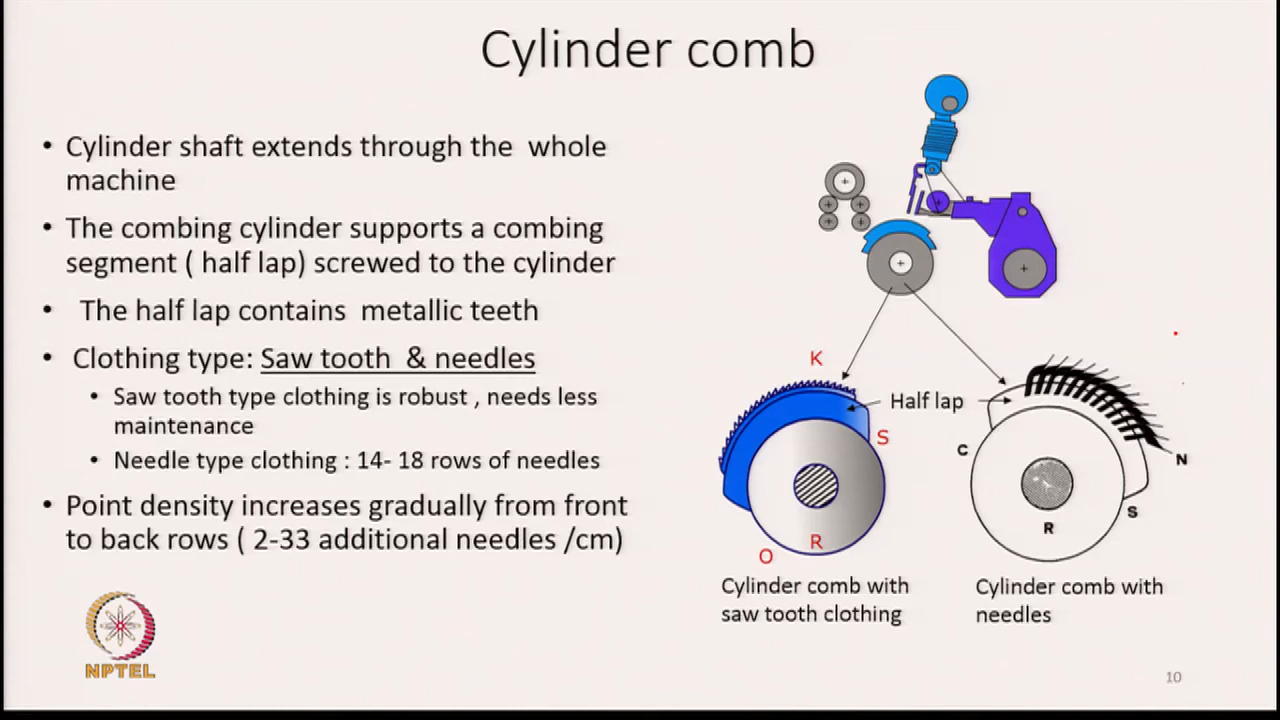 Cylinder comb
• Cylinder shaft extends through the whole
machine
• The combing cylinder supports a combing
segment ( half lap) screwed to the cylinder
• The half lap contains metallic teeth
• Clothing type: Saw tooth & needles
• Saw tooth type clothing is robust , needs less
maintenance
• Needle type clothing : 14- 18 rows of needles
• Point density increases gradually from front
to back rows ( 2-33 additional needles /cm)
K
Half lap
S
C
N
S
R
R
O
Cylinder comb with
saw tooth clothing
Cylinder comb with
needles
NPTEL
10